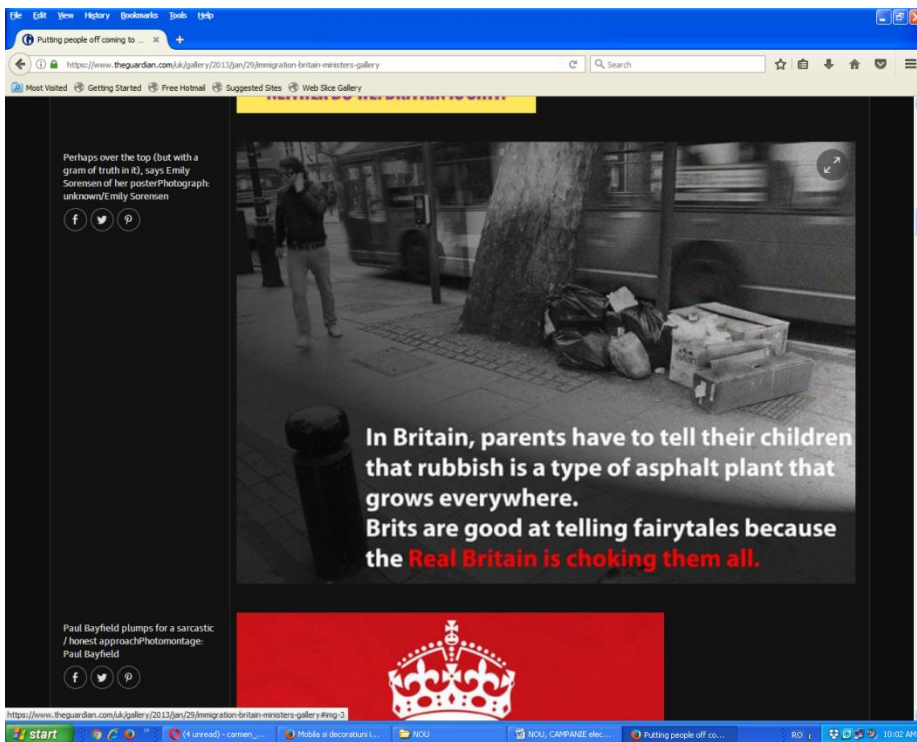 File Edit View History Bookmarks Tools Help
Putting people off coming to ...
https://www.theguardian.com/uk/gallery/2013/jan/29/immigration-britain-ministers-gallery
Search
Most Visited Getting Started Free Hotmail Suggested Sites Web Slice Gallery
Perhaps over the top (but with a
gram of truth in it), says Emily
Sorensen of her posterPhotograph:
unknown/Emily Sorensen
In Britain, parents have to tell their children
that rubbish is a type of asphalt plant that
grows everywhere.
Brits are good at telling fairytales because
the Real Britain is choking them all.
Paul Bayfield plumps for a sarcastic
/ honest approachPhotomontage:
Paul Bayfield
https://www.theguardian.com/uk/gallery/2013/jan/29/immigration-britain-ministers-gallery#img-3
start
(4 unread) - carmen_...
Mobila si decoratiuni i...
NOU
NOU, CAMPANIE elec...
Putting people off co...
RO
10:02 AM